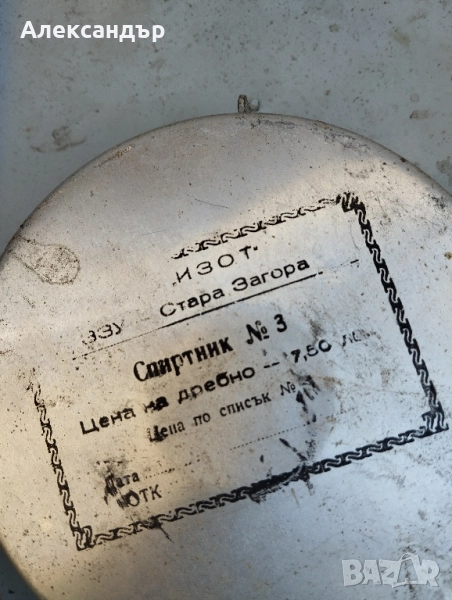 Александър
„ИЗОТ“
ЗЗУ Стара Загора
Спиртник № 3
Цена на дребно -- 7,50 лв
Цена по списък №
Дата
ОТК
BAZAR